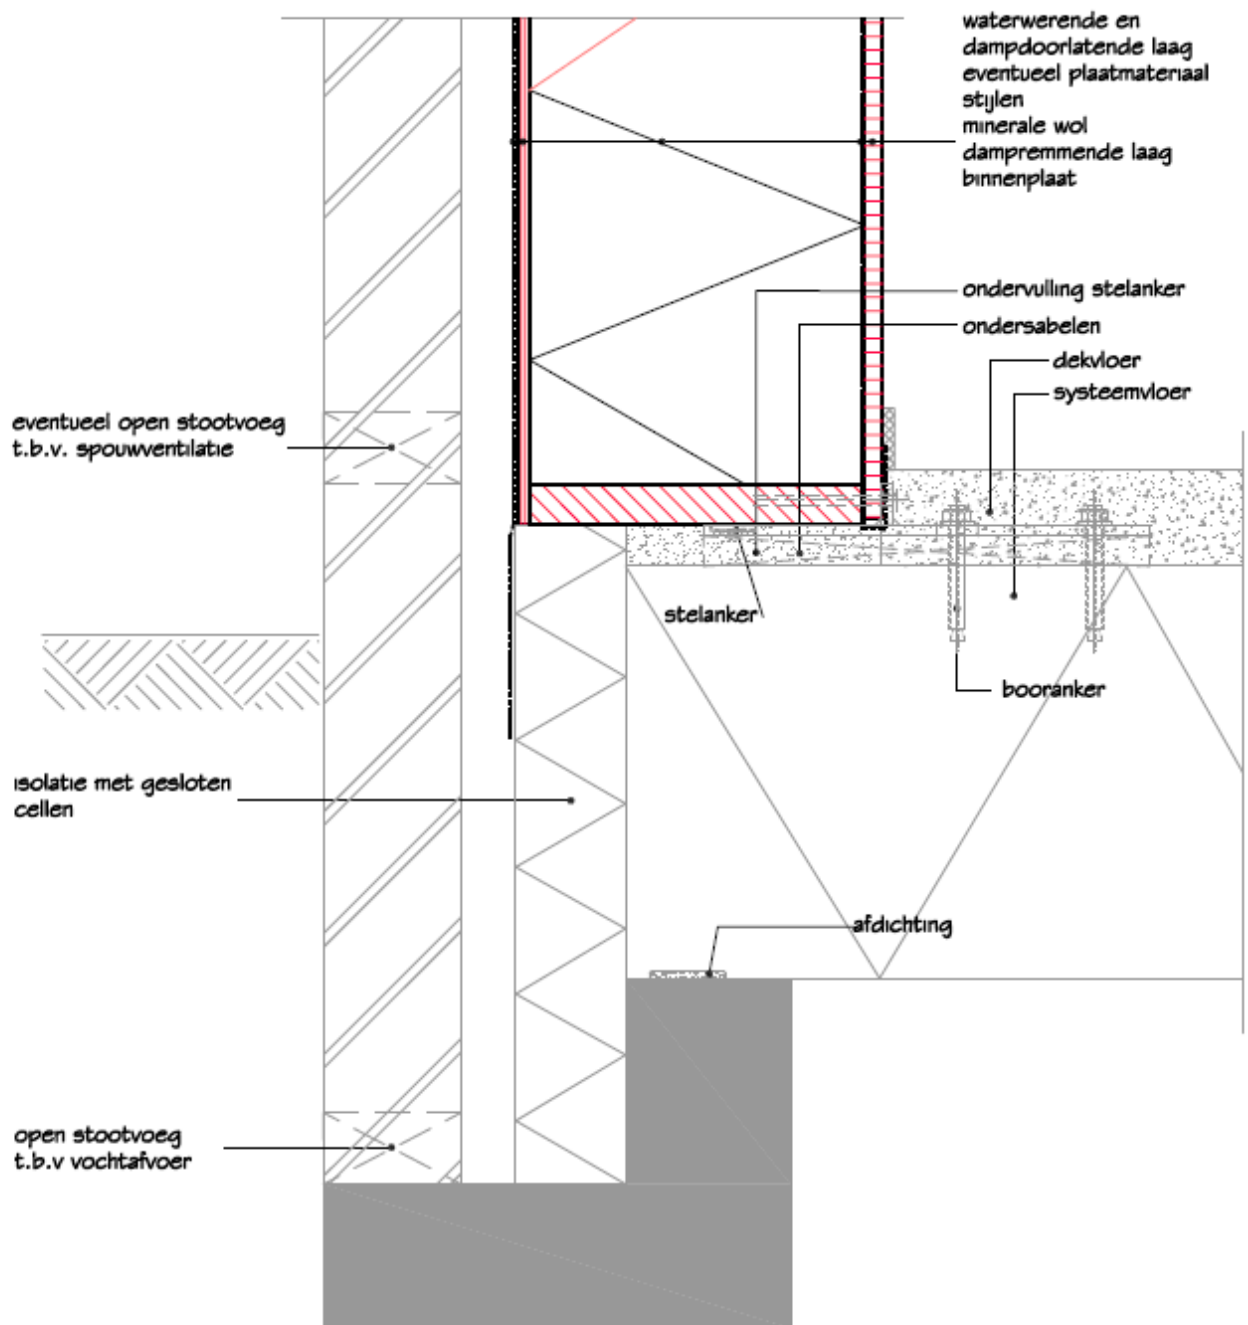 waterwerende en
dampdoorlatende laag
eventueel plaatmateriaal
stijlen
minerale wol
dampremmende laag
binnenplaat
ondervulling stelanker
ondersabelen
dekvloer
systeemvloer
eventueel open stootvoeg
t.b.v. spouwventilatie
stelanker
booranker
isolatie met gesloten
cellen
afdichting
open stootvoeg
t.b.v vochtafvoer